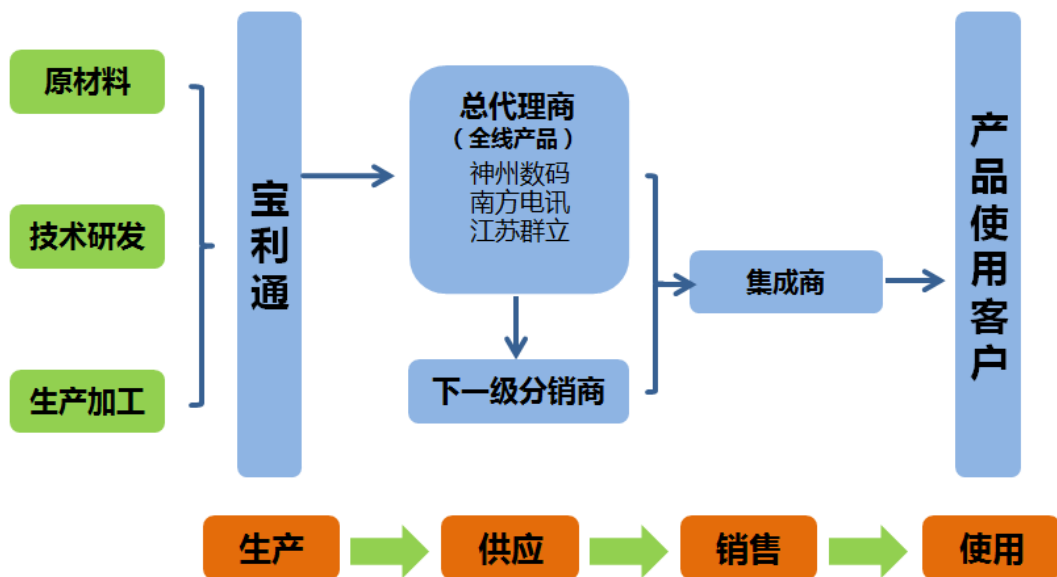 原材料
技术研发
生产加工
宝利通
总代理商
（全线产品）
神州数码
南方电讯
江苏群立
下一级分销商
集成商
产品使用客户
生产
供应
销售
使用